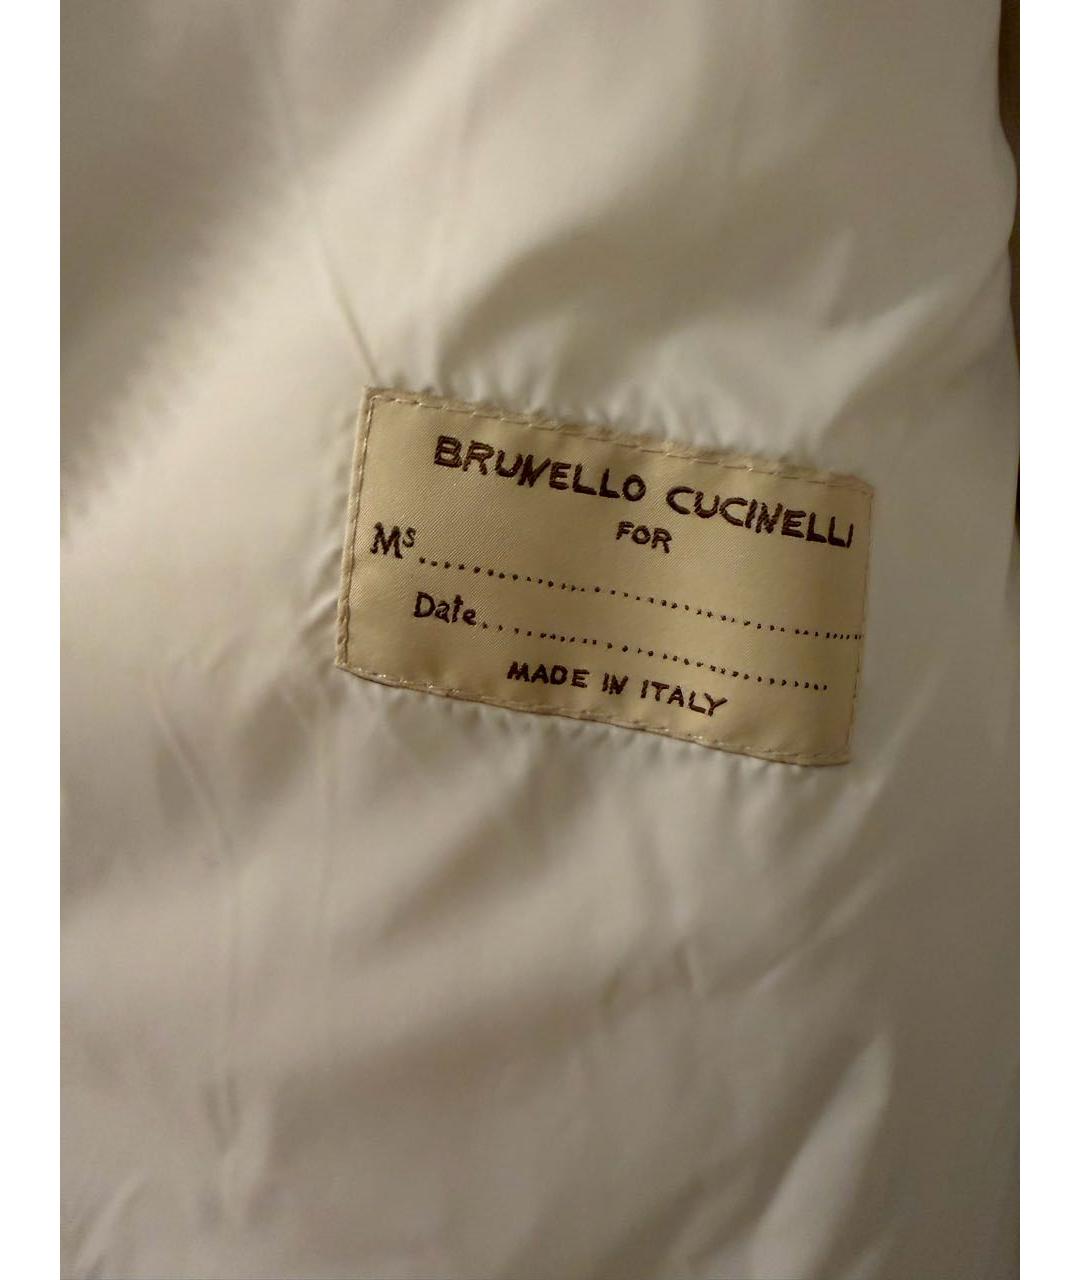 BRUNELLO CUCINELLI
FOR
Ms............................................
Date...................................
MADE IN ITALY